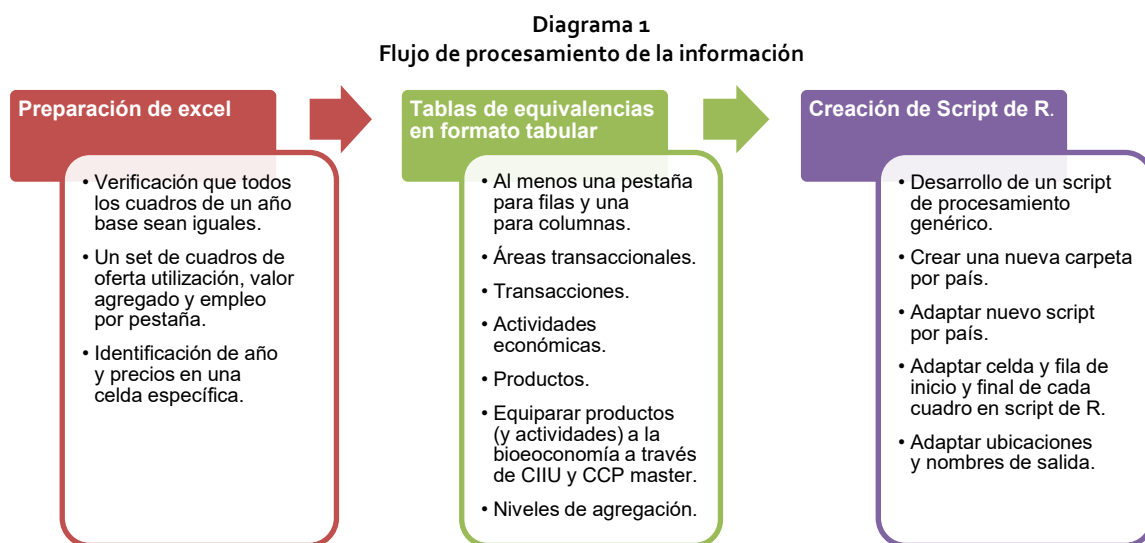 Diagrama 1
Flujo de procesamiento de la información
Preparación de excel
• Verificación que todos
los cuadros de un año
base sean iguales.
• Un set de cuadros de
oferta utilización, valor
agregado y empleo
por pestaña.
• Identificación de año
y precios en una
celda específica.
Tablas de equivalencias
en formato tabular
• Al menos una pestaña
para filas y una
para columnas.
• Áreas transaccionales.
• Transacciones.
• Actividades
económicas.
• Productos.
• Equiparar productos
(y actividades) a la
bioeconomía a través
de CIIU y CCP master.
• Niveles de agregación.
Creación de Script de R.
• Desarrollo de un script
de procesamiento
genérico.
• Crear una nueva carpeta
por país.
• Adaptar nuevo script
por país.
• Adaptar celda y fila de
inicio y final de cada
cuadro en script de R.
• Adaptar ubicaciones
y nombres de salida.